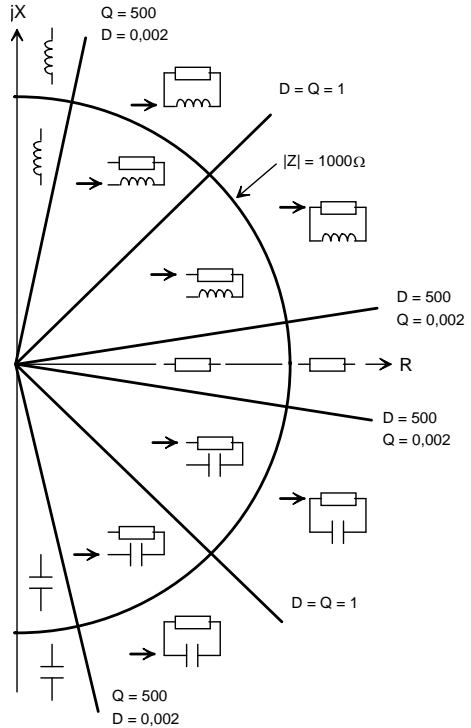 jX
Q = 500
D = 0,002
D = Q = 1
|Z| = 1000Ω
D = 500
Q = 0,002
R
D = 500
Q = 0,002
D = Q = 1
Q = 500
D = 0,002